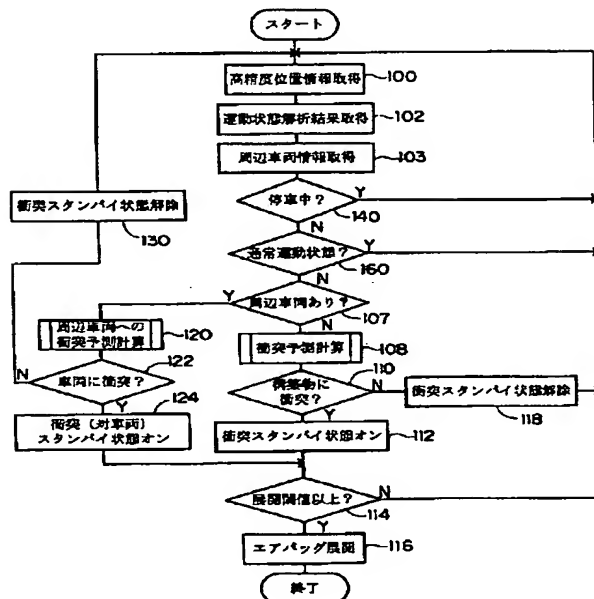 スタート
高精度位置情報取得
100
運動状態解析結果取得
102
周辺車両情報取得
103
停車中？
Y
140
N
通常運動状態？
Y
160
N
周辺車両あり？
Y
107
N
衝突スタンバイ状態解除
130
周辺車両への
衝突予測計算
120
衝突予測計算
108
車両に衝突？
122
N
Y
構築物に
衝突？
110
N
Y
衝突スタンバイ状態解除
118
衝突（対車両）
スタンバイ状態オン
124
衝突スタンバイ状態オン
112
展開閾値以上？
N
114
Y
エアバッグ展開
116
終了